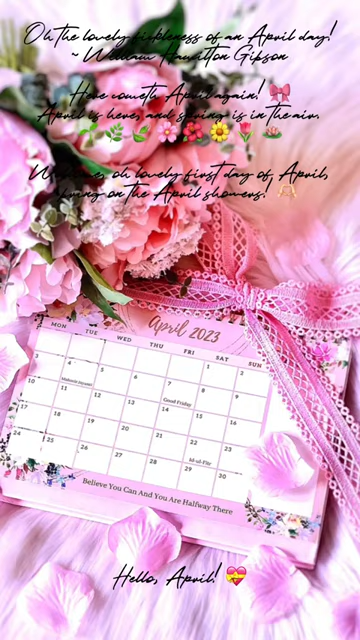 Oh the lovely fickleness of an April day!
~ William Hamilton Gibson
Here cometh April again! 🎀
April is here, and spring is in the air.
🌱🌿🍃🌸🌺🌼🌷💐
Welcome, oh lovely first day of April,
bring on the April showers.
April 2023
MON TUE WED THU FRI SAT SUN
1 2
3 4 5 6 7 8 9
Good Friday
10 11 12 13 14 15 16
17 18 19 20
22
Id-ul-Fitr
24 25 26 27 28 29 30
Believe You Can And You Are Halfway There
Hello, April! 💝